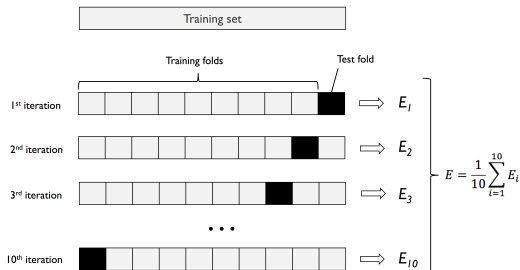 Training set
Training folds
Test fold
1st iteration
E1
2nd iteration
E2
3rd iteration
E3
E = 1/10 ∑ i=1 10 Ei
...
10th iteration
E10